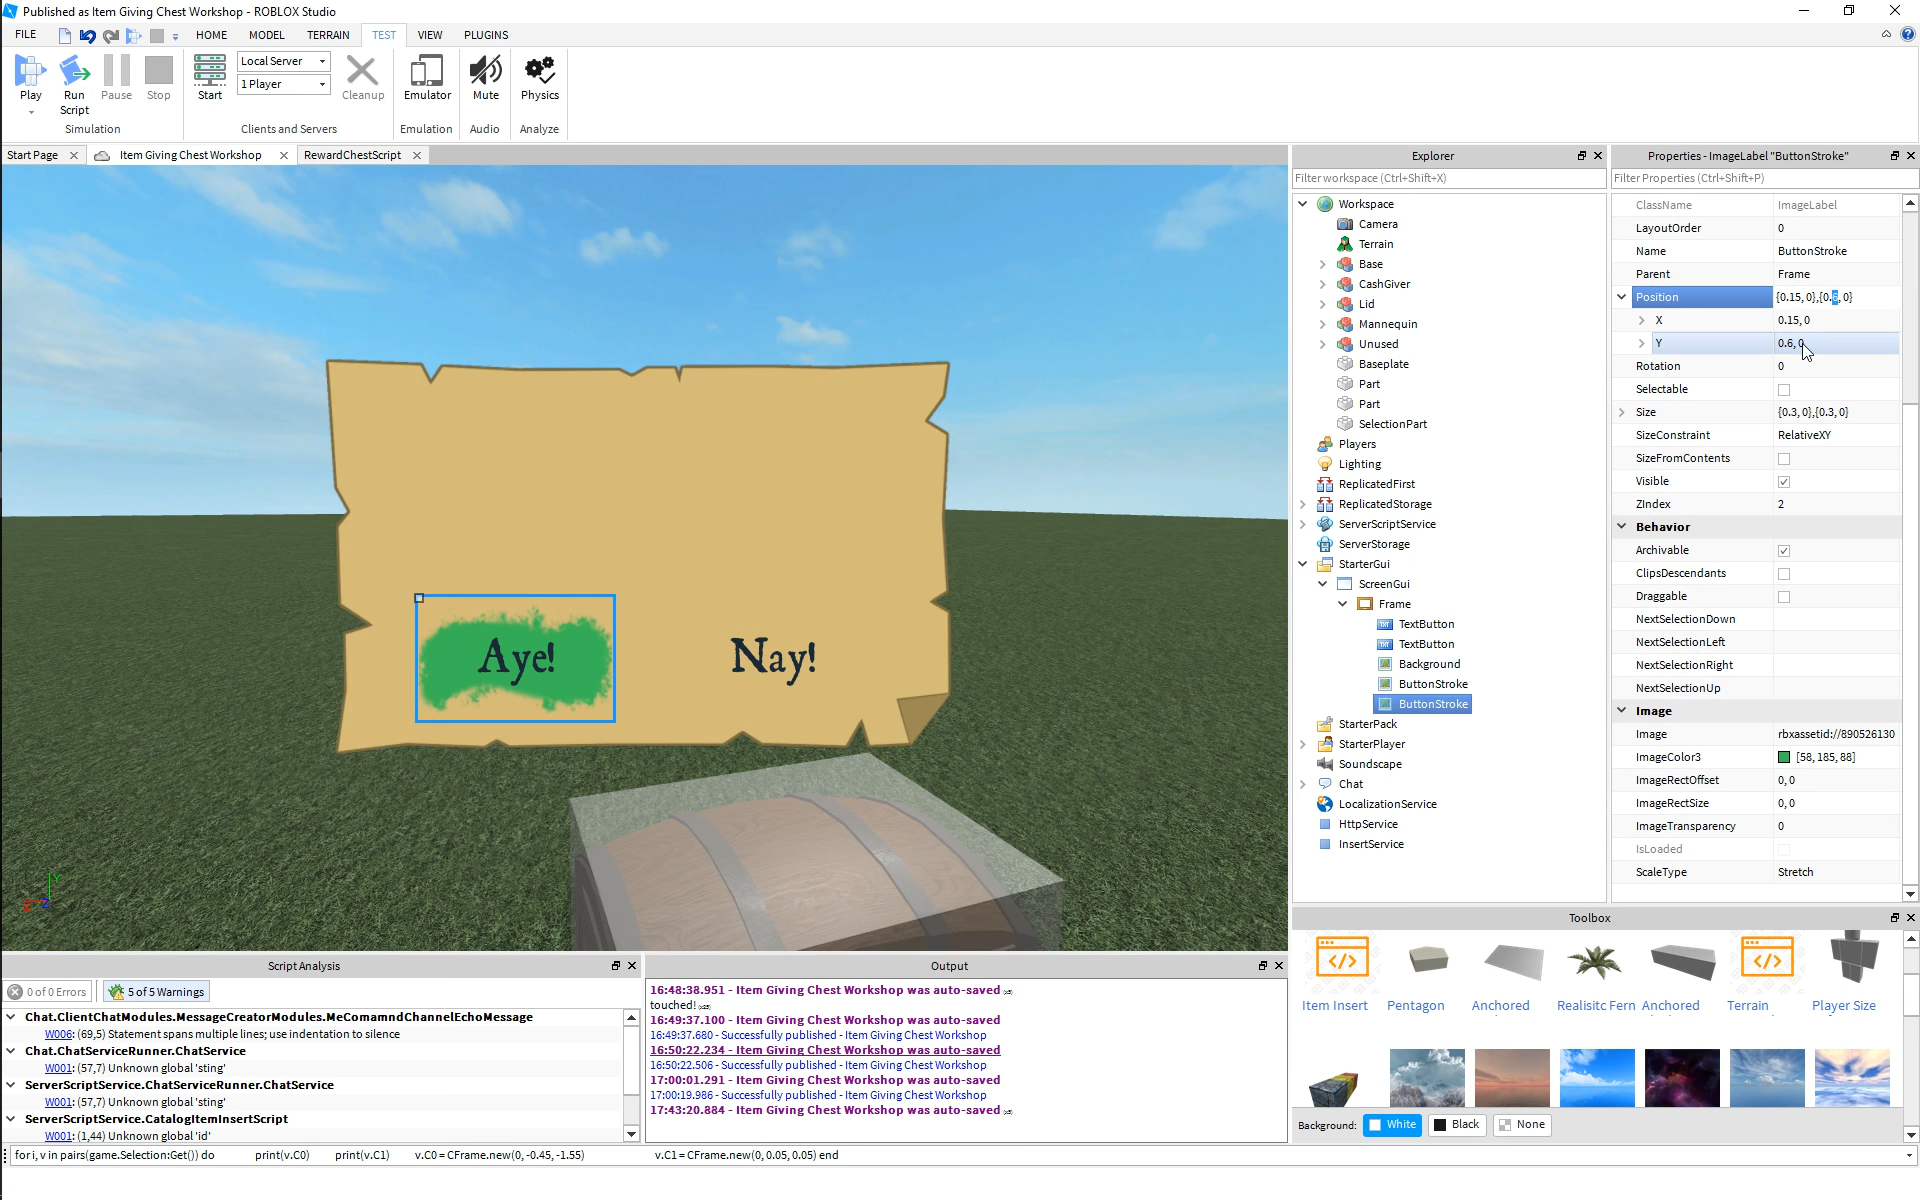 Published as Item Giving Chest Workshop - ROBLOX Studio
FILE HOME MODEL TERRAIN TEST VIEW PLUGINS
Play
Run Script
Pause
Stop
Simulation
Start
Local Server
1 Player
Cleanup
Clients and Servers
Emulator
Emulation
Mute
Audio
Physics
Analyze
Start Page
Item Giving Chest Workshop
RewardChestScript
Aye!
Nay!
Y
Z
Explorer
Filter workspace (Ctrl+Shift+X)
Workspace
Camera
Terrain
Base
CashGiver
Lid
Mannequin
Unused
Baseplate
Part
Part
SelectionPart
Players
Lighting
ReplicatedFirst
ReplicatedStorage
ServerScriptService
ServerStorage
StarterGui
ScreenGui
Frame
TextButton
TextButton
Background
ButtonStroke
ButtonStroke
StarterPack
StarterPlayer
Soundscape
Chat
LocalizationService
HttpService
InsertService
Properties - ImageLabel "ButtonStroke"
Filter Properties (Ctrl+Shift+P)
ClassName ImageLabel
LayoutOrder 0
Name ButtonStroke
Parent Frame
Position {0.15, 0},{0.6, 0}
X 0.15, 0
Y 0.6, 0
Rotation 0
Selectable
Size {0.3, 0},{0.3, 0}
SizeConstraint RelativeXY
SizeFromContents
Visible
ZIndex 2
Behavior
Archivable
ClipsDescendants
Draggable
NextSelectionDown
NextSelectionLeft
NextSelectionRight
NextSelectionUp
Image
Image rbxassetid://890526130
ImageColor3 [58, 185, 88]
ImageRectOffset 0, 0
ImageRectSize 0, 0
ImageTransparency 0
IsLoaded
ScaleType Stretch
Toolbox
Item Insert Pentagon Anchored Realisitc Fern Anchored Terrain Player Size
Background: White Black None
Script Analysis
0 of 0 Errors 5 of 5 Warnings
Chat.ClientChatModules.MessageCreatorModules.MeComamndChannelEchoMessage
W006: (69,5) Statement spans multiple lines; use indentation to silence
Chat.ChatServiceRunner.ChatService
W001: (57,7) Unknown global 'sting'
ServerScriptService.ChatServiceRunner.ChatService
W001: (57,7) Unknown global 'sting'
ServerScriptService.CatalogItemInsertScript
W001: (1,44) Unknown global 'id'
Output
16:48:38.951 - Item Giving Chest Workshop was auto-saved
touched!
16:49:37.100 - Item Giving Chest Workshop was auto-saved
16:49:37.680 - Successfully published - Item Giving Chest Workshop
16:50:22.234 - Item Giving Chest Workshop was auto-saved
16:50:22.506 - Successfully published - Item Giving Chest Workshop
17:00:01.291 - Item Giving Chest Workshop was auto-saved
17:00:19.986 - Successfully published - Item Giving Chest Workshop
17:43:20.884 - Item Giving Chest Workshop was auto-saved
for i, v in pairs(game.Selection:Get()) do print(v.C0) print(v.C1) v.C0 = CFrame.new(0, -0.45, -1.55) v.C1 = CFrame.new(0, 0.05, 0.05) end